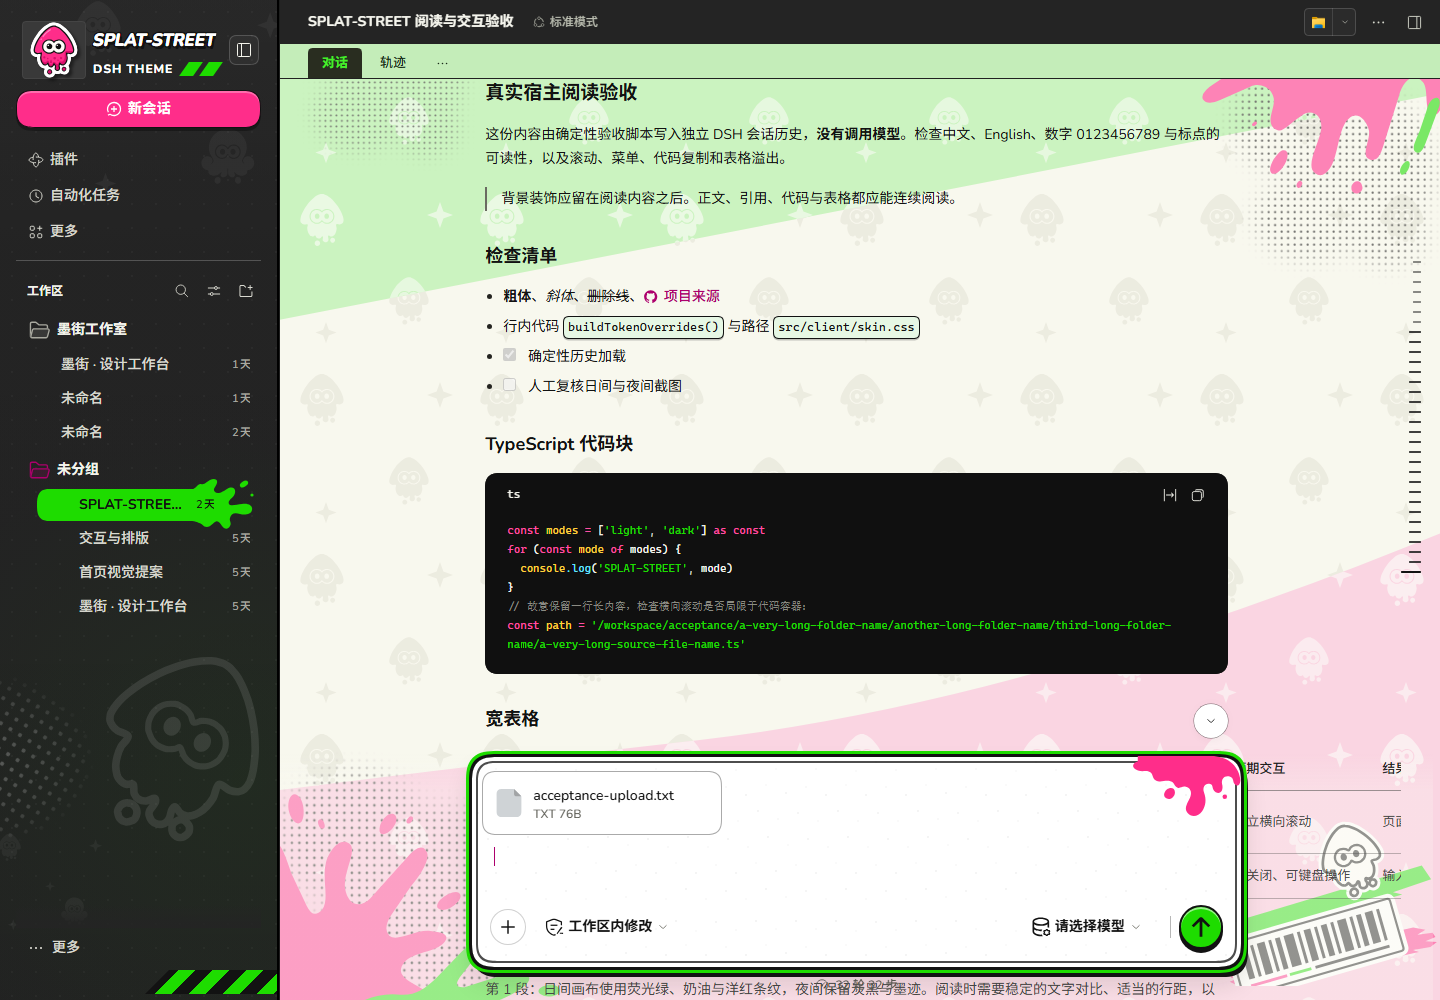 SPLAT-STREET
DSH THEME
新会话
插件
自动化任务
更多
工作区
墨街工作室
墨街 · 设计工作台 1天
未命名 1天
未命名 2天
未分组
SPLAT-STREE... 2天
交互与排版 5天
首页视觉提案 5天
墨街 · 设计工作台 5天
更多
SPLAT-STREET 阅读与交互验收 标准模式
对话 轨迹
真实宿主阅读验收
这份内容由确定性验收脚本写入独立 DSH 会话历史，没有调用模型。检查中文、English、数字 0123456789 与标点的
可读性，以及滚动、菜单、代码复制和表格溢出。
背景装饰应留在阅读内容之后。正文、引用、代码与表格都应能连续阅读。
检查清单
粗体、斜体、删除线、 项目来源
行内代码 buildTokenOverrides() 与路径 src/client/skin.css
确定性历史加载
人工复核日间与夜间截图
TypeScript 代码块
ts
const modes = ['light', 'dark'] as const
for (const mode of modes) {
console.log('SPLAT-STREET', mode)
}
// 故意保留一行长内容，检查横向滚动是否局限于代码容器：
const path = '/workspace/acceptance/a-very-long-folder-name/another-long-folder-name/third-long-folder-
name/a-very-long-source-file-name.ts'
宽表格
期交互 结果
立横向滚动 页面
关闭、可键盘操作 输入
acceptance-upload.txt
TXT 76B
工作区内修改
请选择模型
第 1 段：日间画布使用荧光绿、奶油与洋红条纹，夜间保留炭黑与墨迹。阅读时需要稳定的文字对比、适当的行距，以